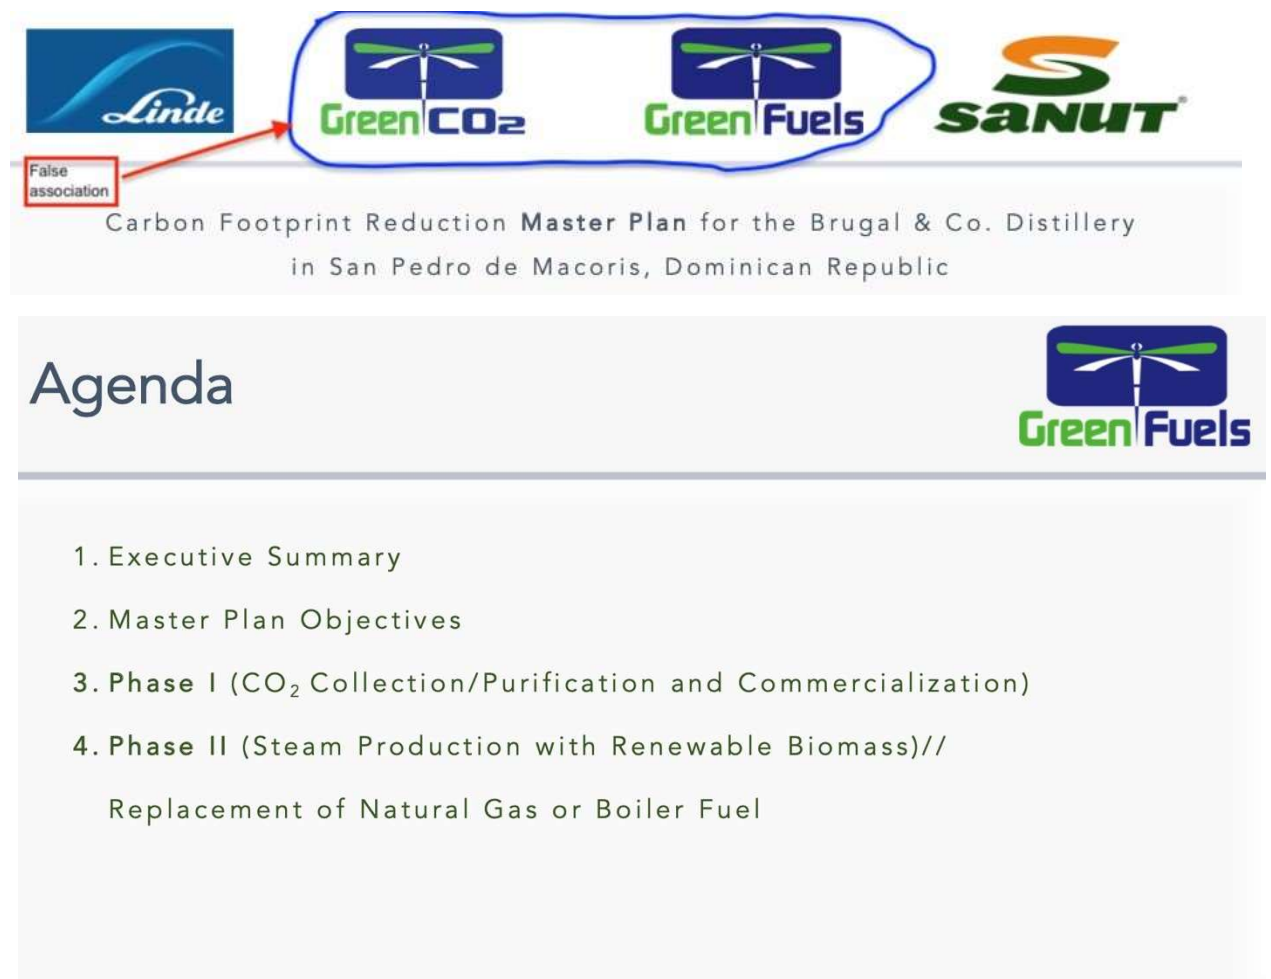 Linde
GreenCO2
Green Fuels
SANUT®
False
association
Carbon Footprint Reduction Master Plan for the Brugal & Co. Distillery
in San Pedro de Macoris, Dominican Republic
Agenda
Green Fuels
1. Executive Summary
2. Master Plan Objectives
3. Phase I (CO₂ Collection/Purification and Commercialization)
4. Phase II (Steam Production with Renewable Biomass)//
Replacement of Natural Gas or Boiler Fuel